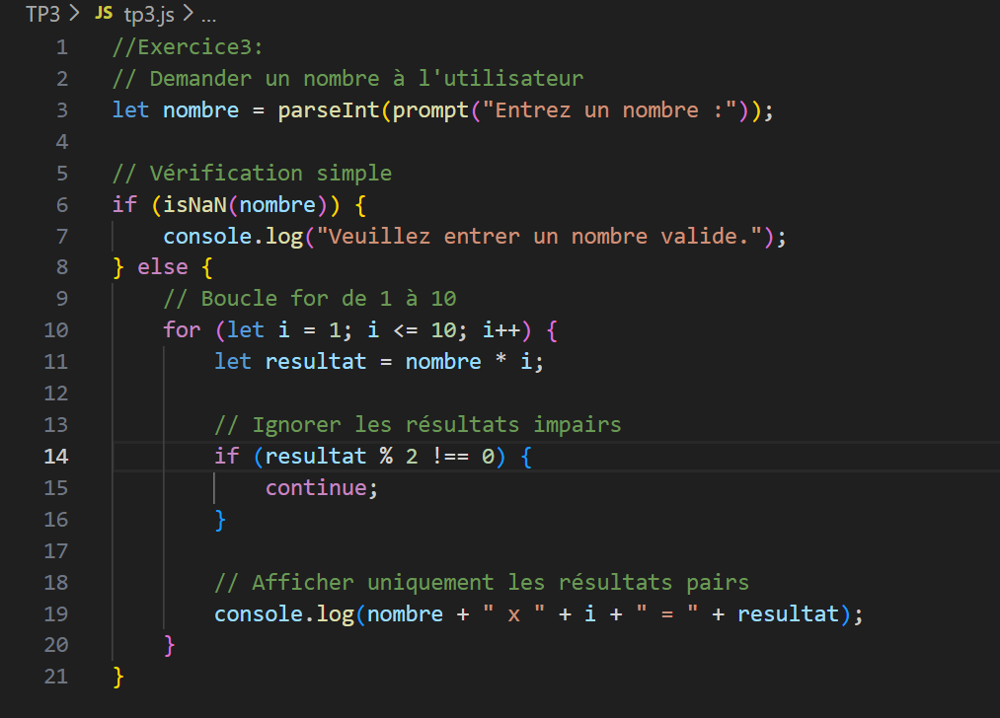 TP3 > JS tp3.js > ...
1 //Exercice3:
2 // Demander un nombre à l'utilisateur
3 let nombre = parseInt(prompt("Entrez un nombre :"));
4
5 // Vérification simple
6 if (isNaN(nombre)) {
7     console.log("Veuillez entrer un nombre valide.");
8 } else {
9     // Boucle for de 1 à 10
10     for (let i = 1; i <= 10; i++) {
11         let resultat = nombre * i;
12
13         // Ignorer les résultats impairs
14         if (resultat % 2 !== 0) {
15             continue;
16         }
17
18         // Afficher uniquement les résultats pairs
19         console.log(nombre + " x " + i + " = " + resultat);
20     }
21 }